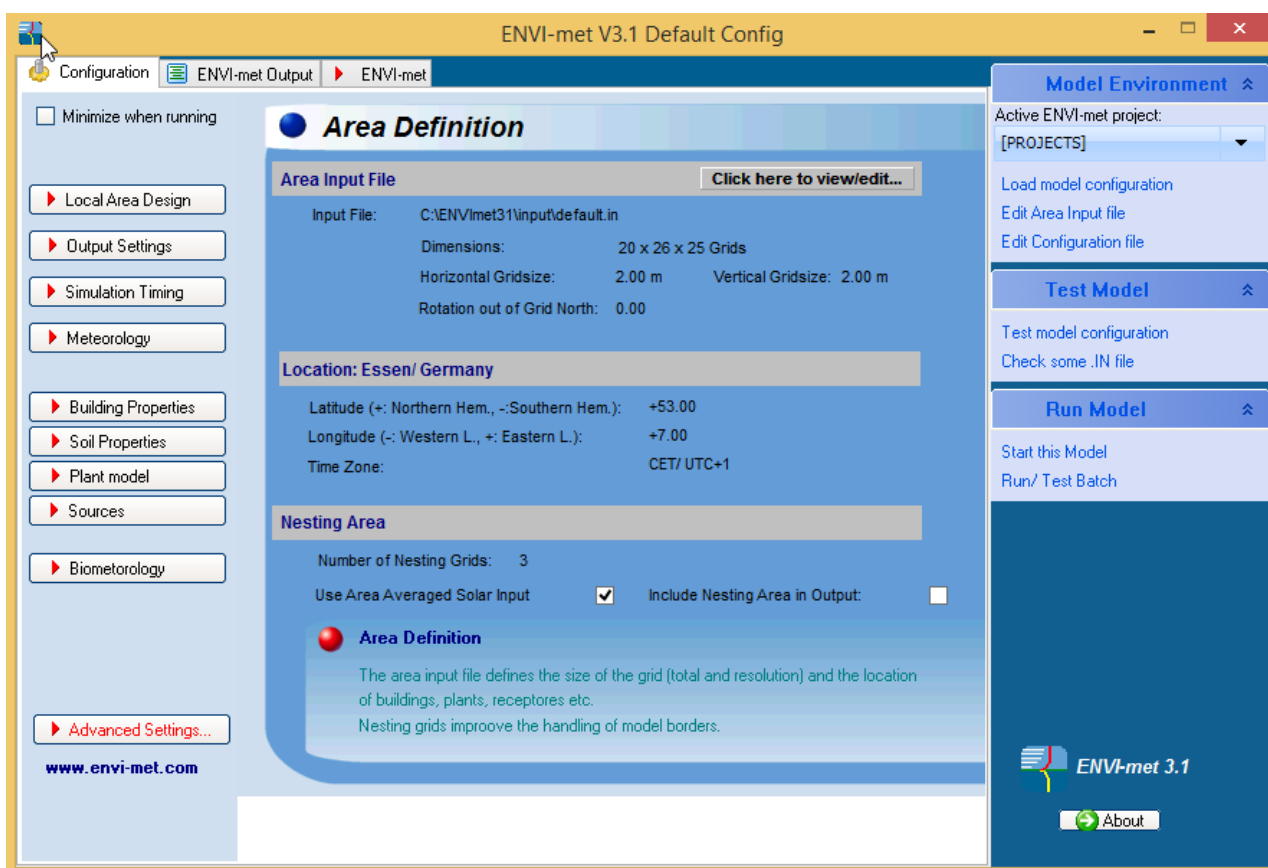 ENVI-met V3.1 Default Config
Configuration ENVI-met Output ENVI-met
Minimize when running
Local Area Design
Output Settings
Simulation Timing
Meteorology
Building Properties
Soil Properties
Plant model
Sources
Biometorology
Advanced Settings...
www.envi-met.com
Area Definition
Area Input File Click here to view/edit...
Input File: C:\ENVImet31\input\default.in
Dimensions: 20 x 26 x 25 Grids
Horizontal Gridsize: 2.00 m Vertical Gridsize: 2.00 m
Rotation out of Grid North: 0.00
Location: Essen/ Germany
Latitude (+: Northern Hem., -:Southern Hem.): +53.00
Longitude (-: Western L., +: Eastern L.): +7.00
Time Zone: CET/ UTC+1
Nesting Area
Number of Nesting Grids: 3
Use Area Averaged Solar Input Include Nesting Area in Output:
Area Definition
The area input file defines the size of the grid (total and resolution) and the location
of buildings, plants, receptores etc.
Nesting grids improove the handling of model borders.
Model Environment
Active ENVI-met project:
[PROJECTS]
Load model configuration
Edit Area Input file
Edit Configuration file
Test Model
Test model configuration
Check some .IN file
Run Model
Start this Model
Run/ Test Batch
ENVI-met 3.1
About